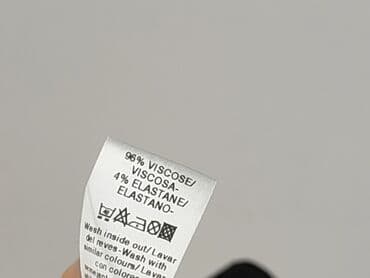 96% VISCOSE/
VISCOSA-
4% ELASTANE/
ELASTANO-
Wash inside out/Lavar
del reves-Wash with
similar colours/Lavar
con colores